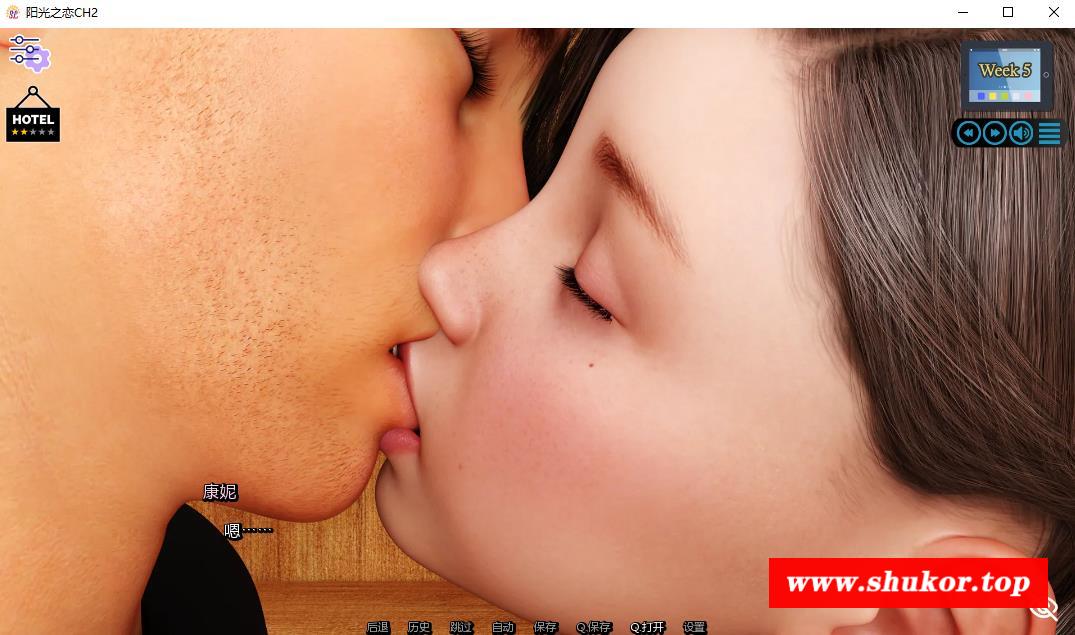 阳光之恋CH2
Week 5
HOTEL
康妮
嗯……
www.shukor.top
后退 历史 跳过 自动 保存 Q.保存 Q.打开 设置